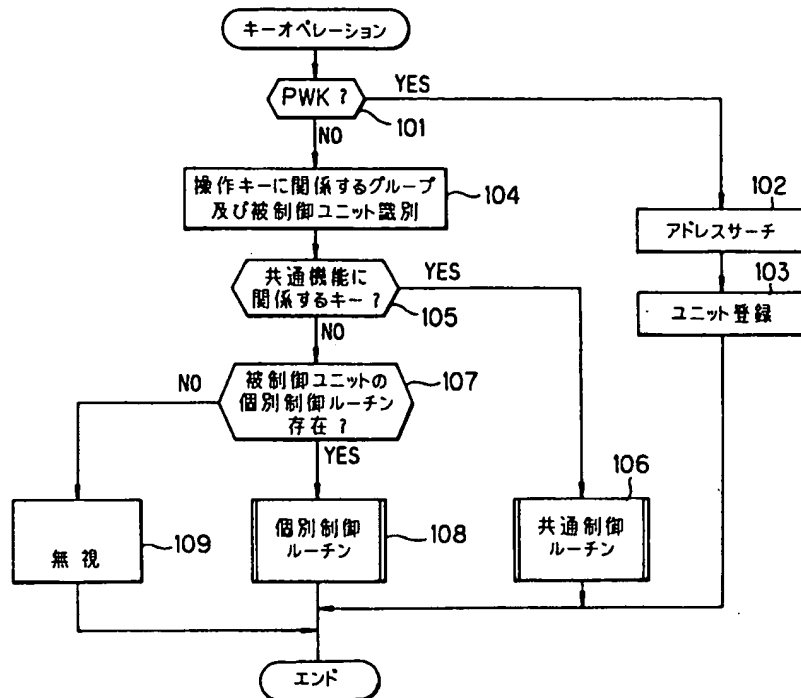 キーオペレーション
PWK ?
YES
101
NO
操作キーに関係するグループ
及び被制御ユニット識別
104
102
アドレスサーチ
共通機能に
関係するキー ?
YES
105
NO
103
ユニット登録
被制御ユニットの
個別制御ルーチン
存在 ?
107
NO
YES
無視
109
個別制御
ルーチン
108
106
共通制御
ルーチン
エンド